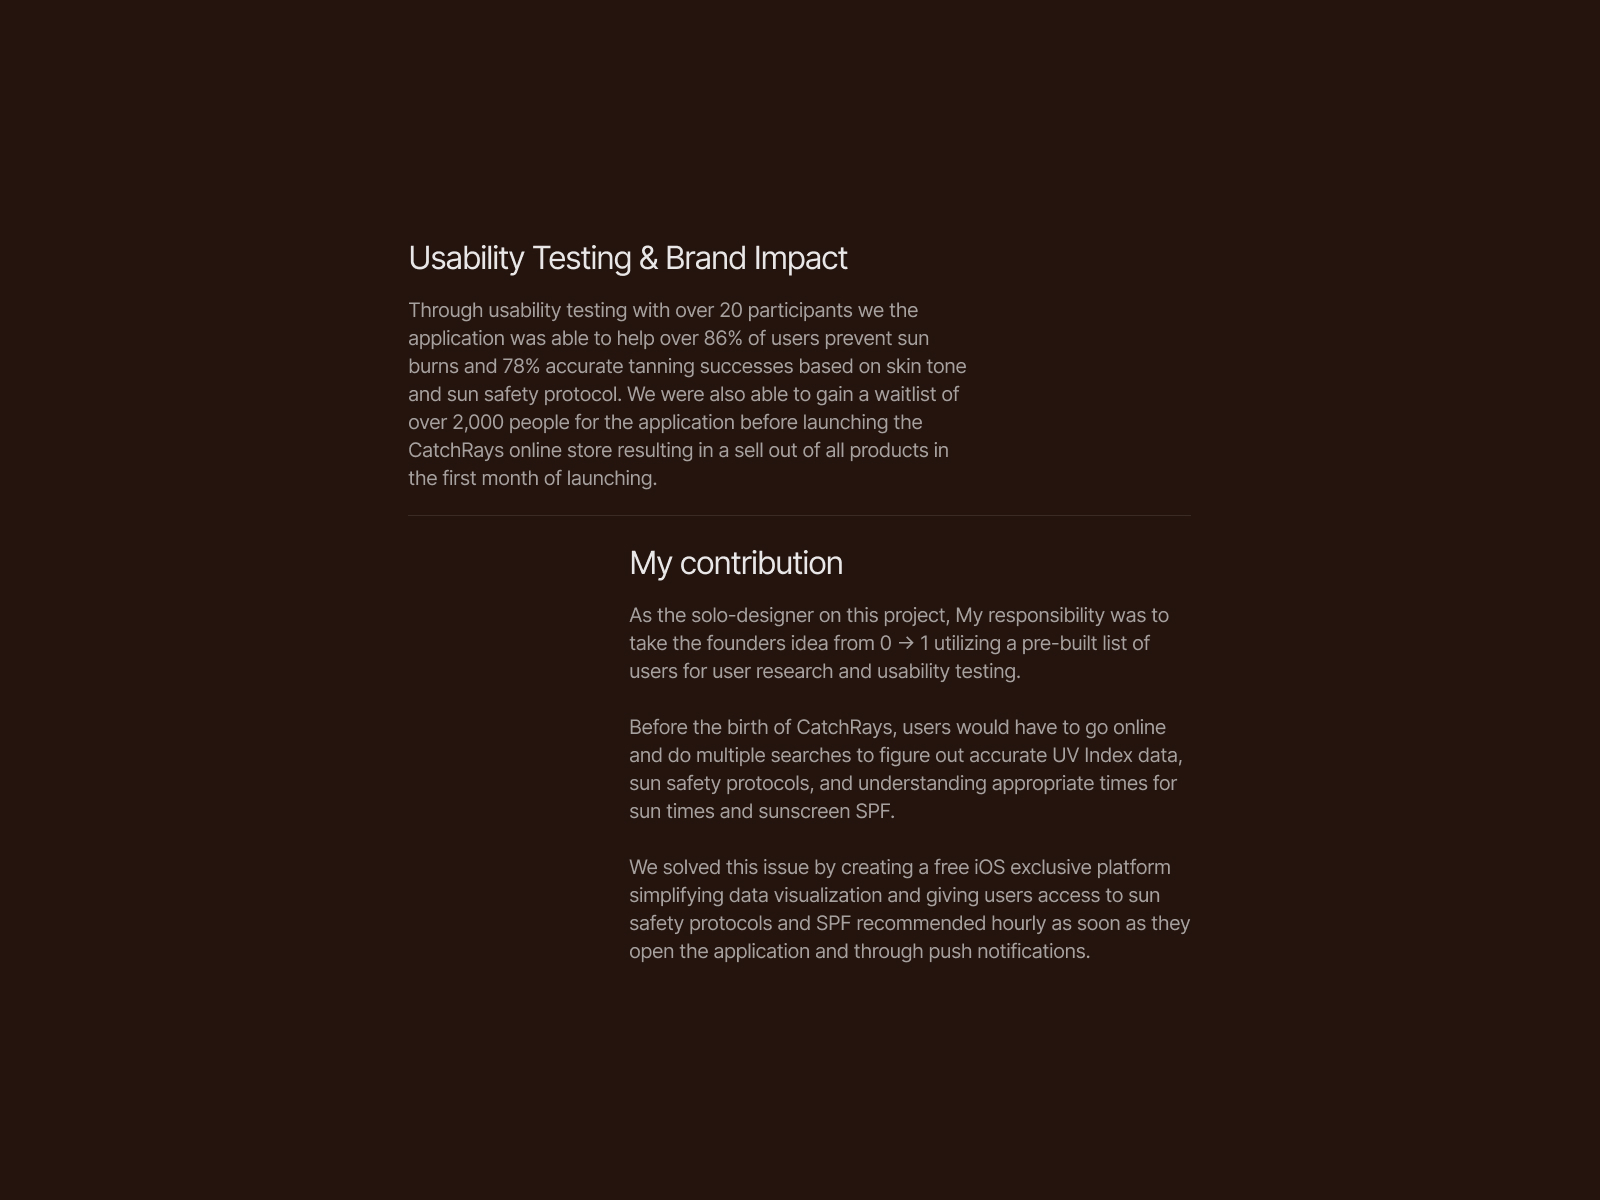 Usability Testing & Brand Impact
Through usability testing with over 20 participants we the
application was able to help over 86% of users prevent sun
burns and 78% accurate tanning successes based on skin tone
and sun safety protocol. We were also able to gain a waitlist of
over 2,000 people for the application before launching the
CatchRays online store resulting in a sell out of all products in
the first month of launching.
My contribution
As the solo-designer on this project, My responsibility was to
take the founders idea from 0 → 1 utilizing a pre-built list of
users for user research and usability testing.
Before the birth of CatchRays, users would have to go online
and do multiple searches to figure out accurate UV Index data,
sun safety protocols, and understanding appropriate times for
sun times and sunscreen SPF.
We solved this issue by creating a free iOS exclusive platform
simplifying data visualization and giving users access to sun
safety protocols and SPF recommended hourly as soon as they
open the application and through push notifications.